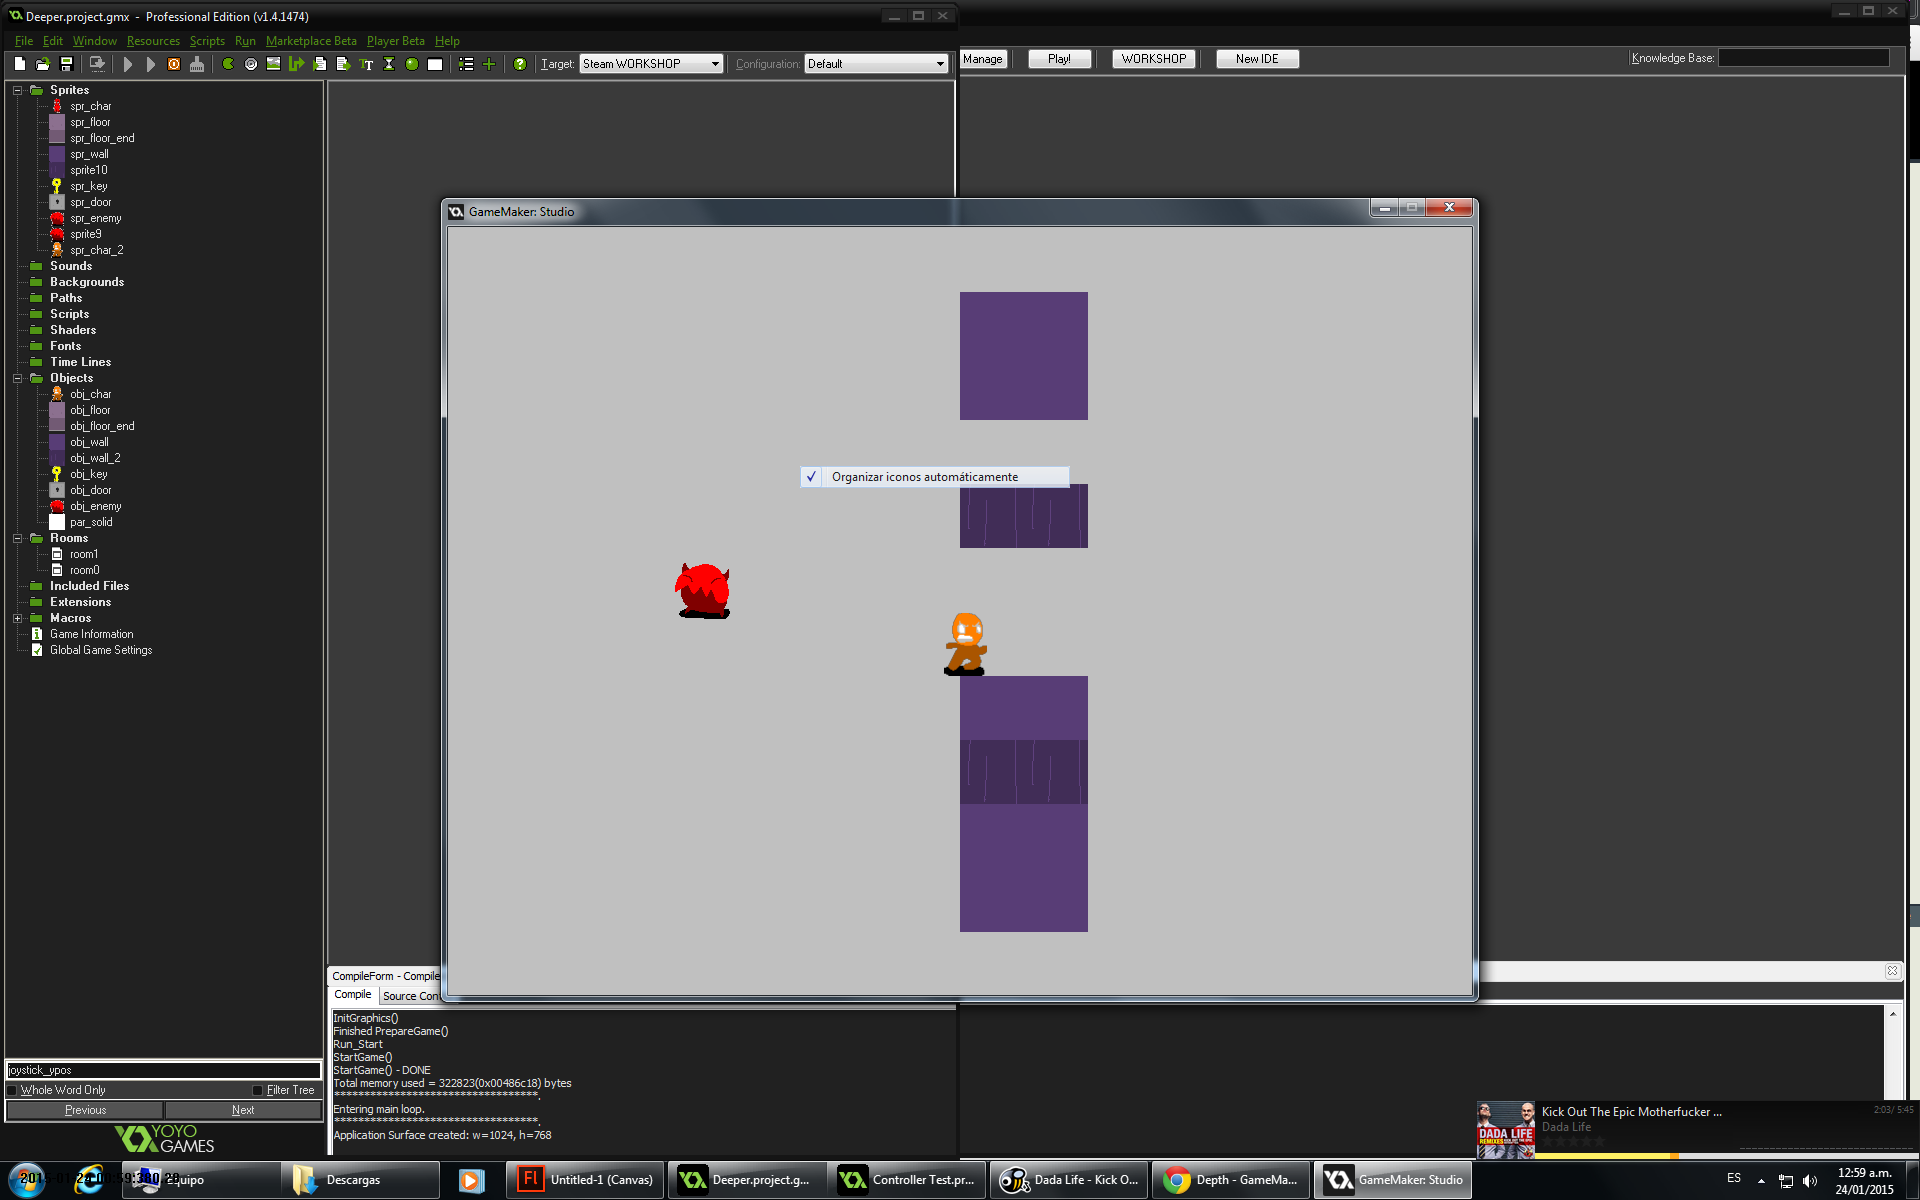 Deeper.project.gmx - Professional Edition (v1.4.1474)
File Edit Window Resources Scripts Run Marketplace Beta Player Beta Help
Target: Steam WORKSHOP Configuration: Default
Manage Play! WORKSHOP New IDE Knowledge Base:
Sprites
spr_char
spr_floor
spr_floor_end
spr_wall
sprite10
spr_key
spr_door
spr_enemy
sprite9
spr_char_2
Sounds
Backgrounds
Paths
Scripts
Shaders
Fonts
Time Lines
Objects
obj_char
obj_floor
obj_floor_end
obj_wall
obj_wall_2
obj_key
obj_door
obj_enemy
par_solid
Rooms
room1
room0
Included Files
Extensions
Macros
Game Information
Global Game Settings
GameMaker: Studio
Organizar iconos automáticamente
CompileForm - Compile
Compile Source Con
InitGraphics()
Finished PrepareGame()
Run_Start
StartGame()
StartGame() - DONE
Total memory used = 322823(0x00486c18) bytes
***********************************.
Entering main loop.
***********************************.
Application Surface created: w=1024, h=768
joystick_ypos
Whole Word Only Filter Tree
Previous Next
YOYO
GAMES
DADA LIFE
Kick Out The Epic Motherfucker ... 2:03/ 5:45
Dada Life
Equipo
Descargas
Fl Untitled-1 (Canvas)
Deeper.project.g...
Controller Test.pr...
Dada Life - Kick O...
Depth - GameMa...
GameMaker: Studio
ES
12:59 a.m.
24/01/2015